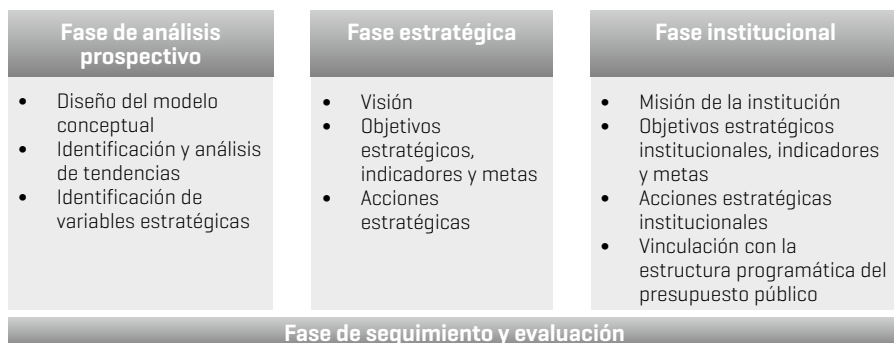 Fase de análisis
prospectivo
• Diseño del modelo
conceptual
• Identificación y análisis
de tendencias
• Identificación de
variables estratégicas
Fase estratégica
• Visión
• Objetivos
estratégicos,
indicadores y metas
• Acciones
estratégicas
Fase institucional
• Misión de la institución
• Objetivos estratégicos
institucionales, indicadores
y metas
• Acciones estratégicas
institucionales
• Vinculación con la
estructura programática del
presupuesto público
Fase de seguimiento y evaluación